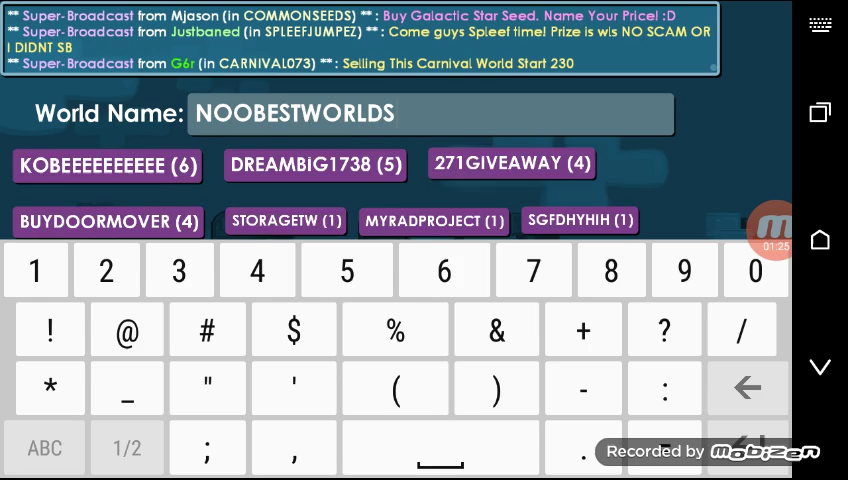 ** Super-Broadcast from Mjason (in COMMONSEEDS) ** : Buy Galactic Star Seed. Name Your Price! :D
** Super-Broadcast from Justbaned (in SPLEEFJUMPEZ) ** : Come guys Spleef time! Prize is wls NO SCAM OR
I DIDNT SB
** Super-Broadcast from G6r (in CARNIVAL073) ** : Selling This Carnival World Start 230
World Name: NOOBESTWORLDS
KOBEEEEEEEEEE (6) DREAMBIG1738 (5) 271GIVEAWAY (4)
BUYDOORMOVER (4) STORAGETW (1) MYRADPROJECT (1) SGFDHYHIH (1)
01:25
1 2 3 4 5 6 7 8 9 0
! @ # $ % & + ? /
* _ " ' ( ) - :
ABC 1/2 ; , .
Recorded by mobizen